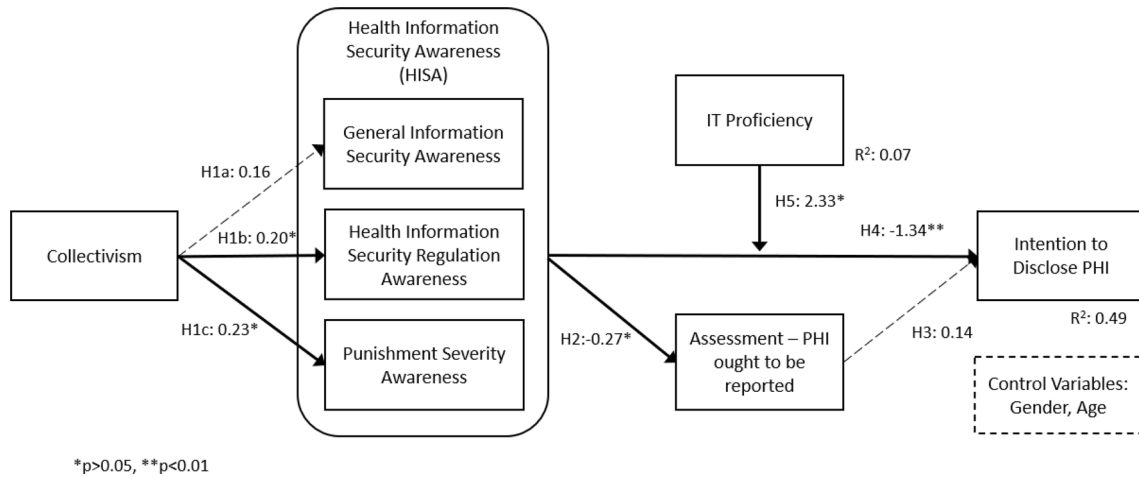 Health Information
Security Awareness
(HISA)
General Information
Security Awareness
IT Proficiency
R²: 0.07
H1a: 0.16
H5: 2.33*
H4: -1.34**
Collectivism
H1b: 0.20*
Health Information
Security Regulation
Awareness
Intention to
Disclose PHI
R²: 0.49
H1c: 0.23*
Punishment Severity
Awareness
H2:-0.27*
Assessment – PHI
ought to be
reported
H3: 0.14
Control Variables:
Gender, Age
*p>0.05, **p<0.01